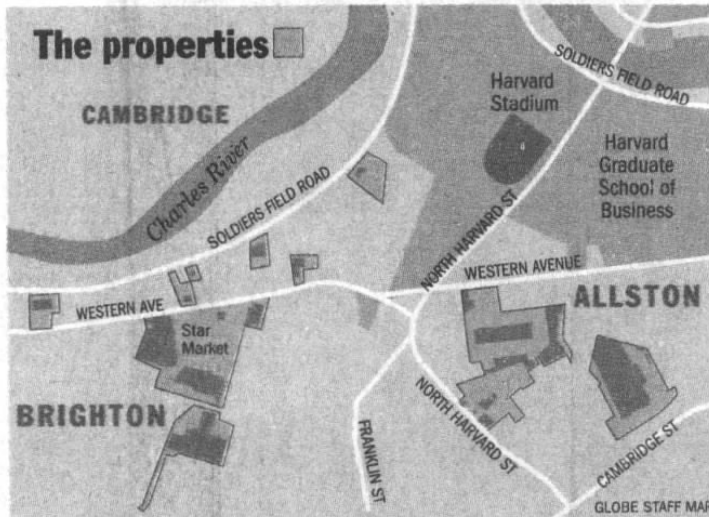 The properties
CAMBRIDGE
Charles River
SOLDIERS FIELD ROAD
Harvard
Stadium
SOLDIERS FIELD ROAD
Harvard
Graduate
School of
Business
NORTH HARVARD ST
WESTERN AVENUE
WESTERN AVE
Star
Market
ALLSTON
BRIGHTON
FRANKLIN ST
NORTH HARVARD ST
CAMBRIDGE ST
GLOBE STAFF MAP